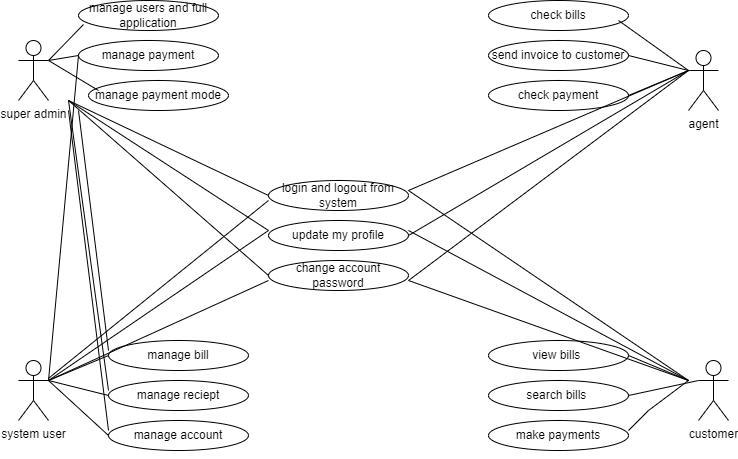 manage users and full
application
check bills
manage payment
send invoice to customer
manage payment mode
check payment
super admin
agent
login and logout from
system
update my profile
change account
password
manage bill
view bills
manage reciept
search bills
system user
manage account
make payments
customer